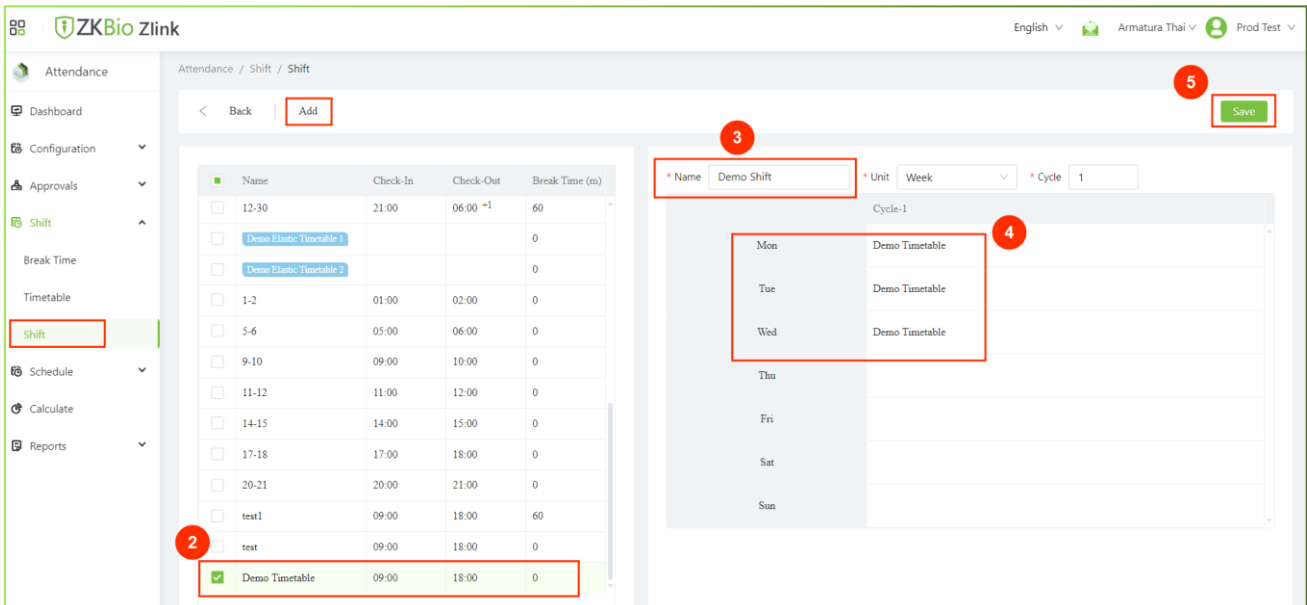 ZKBio Zlink
English
Armatura Thai
Prod Test
Attendance
Attendance / Shift / Shift
Dashboard
Configuration
Approvals
Shift
Break Time
Timetable
Shift
Schedule
Calculate
Reports
< Back Add
5
Save
Name Check-In Check-Out Break Time (m)
12-30 21:00 06:00 +1 60
Demo Elastic Timetable 1 0
Demo Elastic Timetable 2 0
1-2 01:00 02:00 0
5-6 05:00 06:00 0
9-10 09:00 10:00 0
11-12 11:00 12:00 0
14-15 14:00 15:00 0
17-18 17:00 18:00 0
20-21 20:00 21:00 0
test1 09:00 18:00 60
2
test 09:00 18:00 0
Demo Timetable 09:00 18:00 0
3
* Name Demo Shift * Unit Week * Cycle 1
Cycle-1
4
Mon Demo Timetable
Tue Demo Timetable
Wed Demo Timetable
Thu
Fri
Sat
Sun